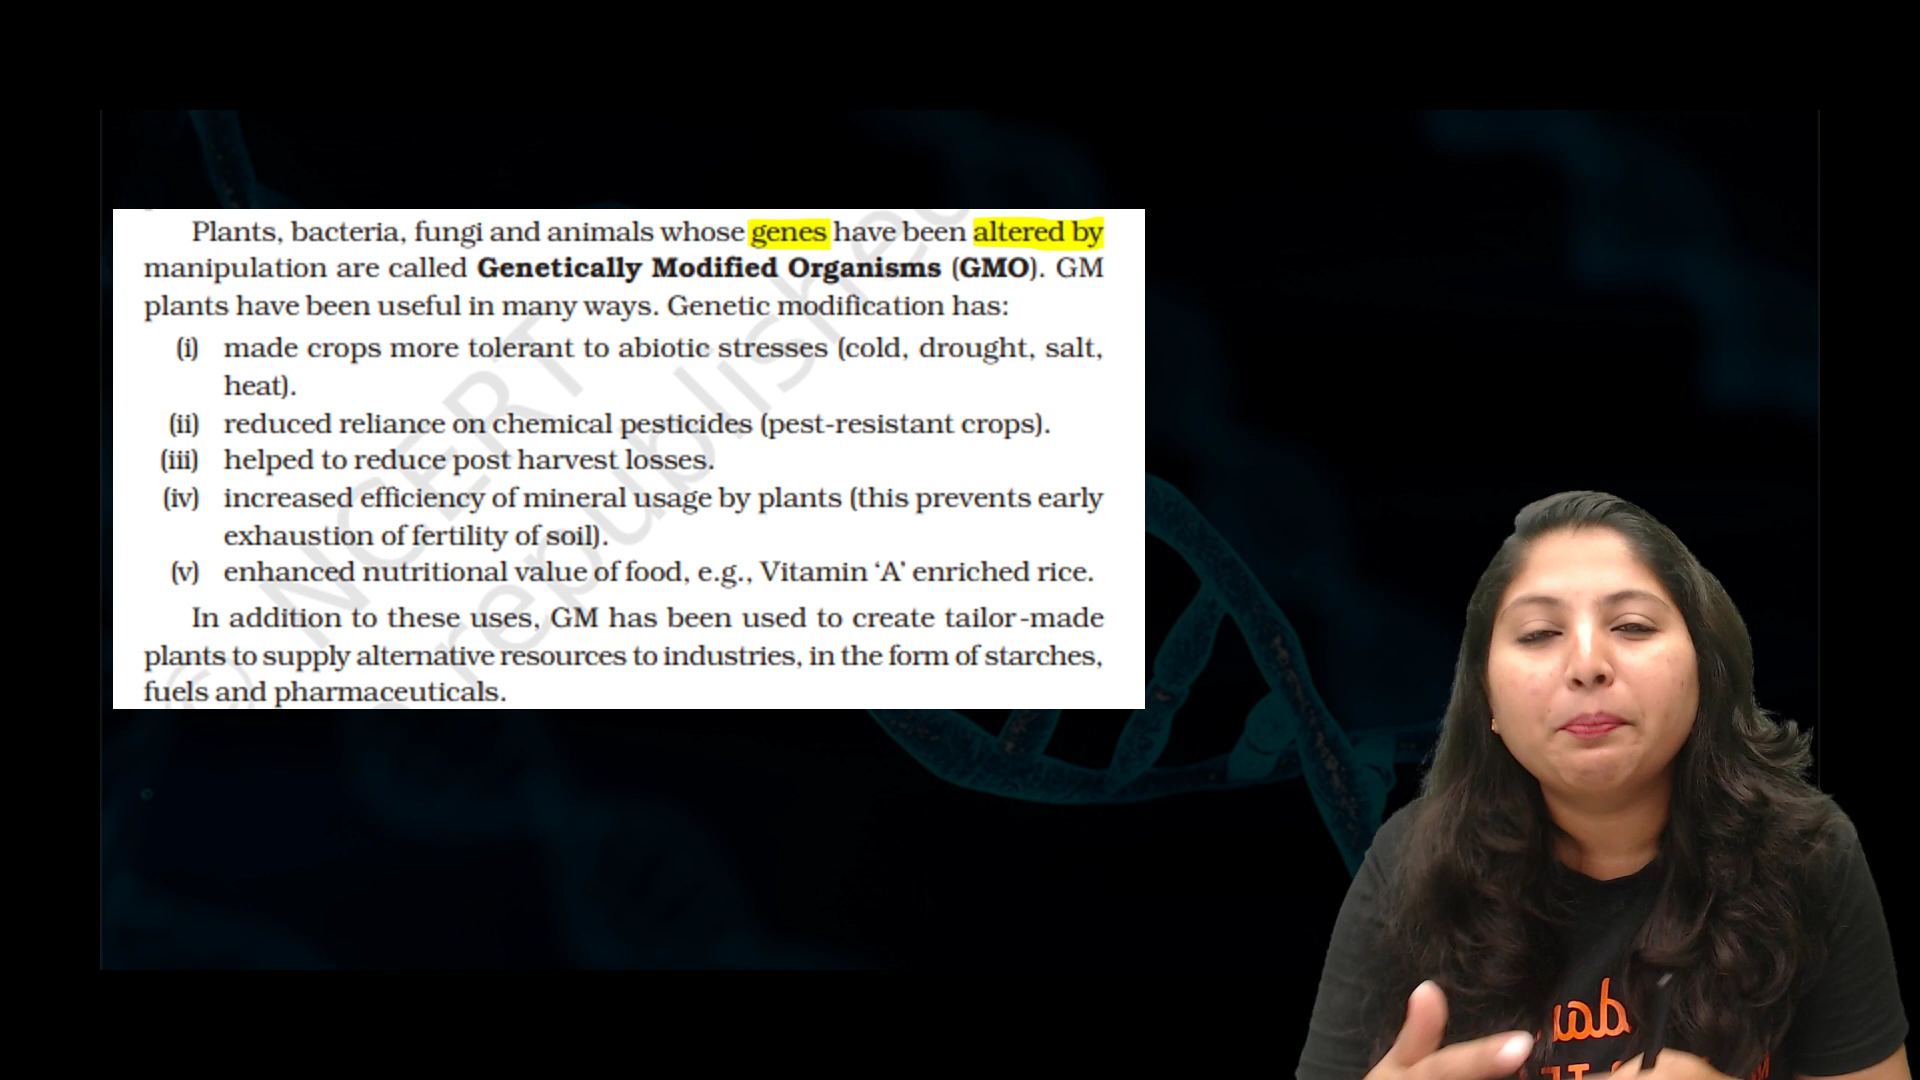 Plants, bacteria, fungi and animals whose genes have been altered by
manipulation are called Genetically Modified Organisms (GMO). GM
plants have been useful in many ways. Genetic modification has:
(i) made crops more tolerant to abiotic stresses (cold, drought, salt,
heat).
(ii) reduced reliance on chemical pesticides (pest-resistant crops).
(iii) helped to reduce post harvest losses.
(iv) increased efficiency of mineral usage by plants (this prevents early
exhaustion of fertility of soil).
(v) enhanced nutritional value of food, e.g., Vitamin ‘A’ enriched rice.
In addition to these uses, GM has been used to create tailor-made
plants to supply alternative resources to industries, in the form of starches,
fuels and pharmaceuticals.
© NCERT
republished